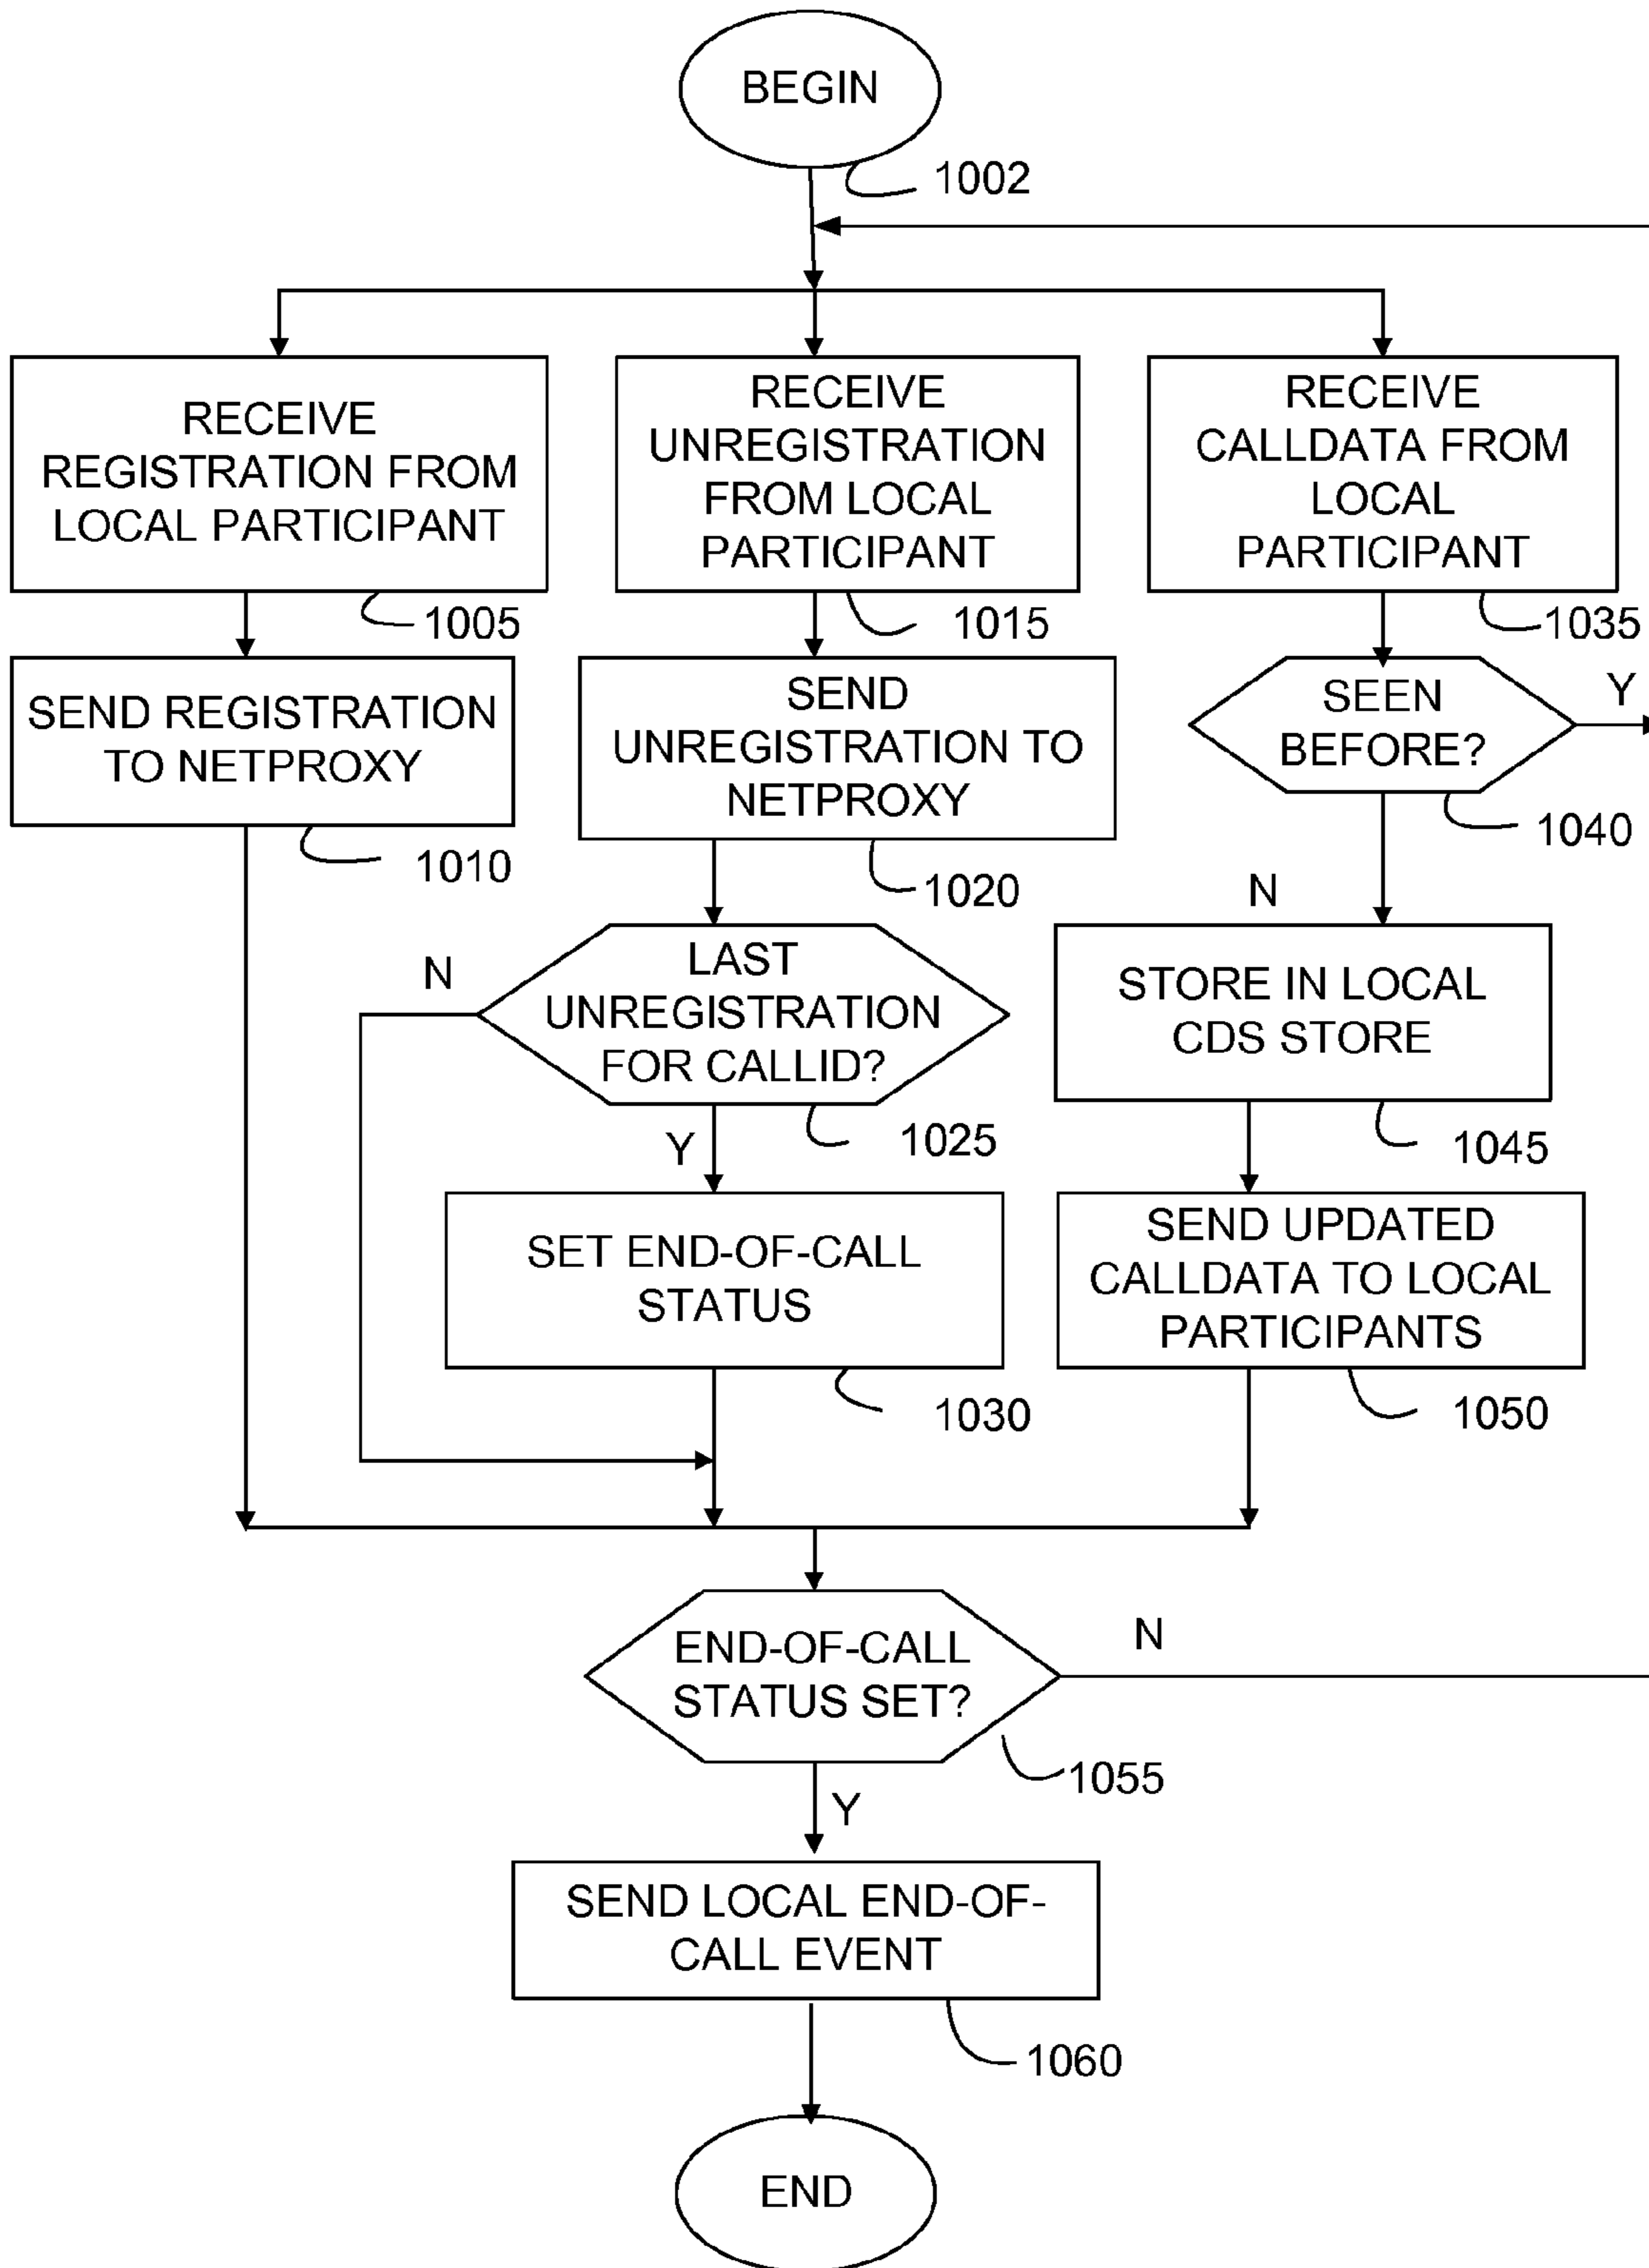 BEGIN
1002
RECEIVE
REGISTRATION FROM
LOCAL PARTICIPANT
1005
RECEIVE
UNREGISTRATION
FROM LOCAL
PARTICIPANT
1015
RECEIVE
CALLDATA FROM
LOCAL
PARTICIPANT
1035
SEND REGISTRATION
TO NETPROXY
1010
SEND
UNREGISTRATION TO
NETPROXY
1020
SEEN
BEFORE?
Y
1040
N
LAST
UNREGISTRATION
FOR CALLID?
N
1025
Y
STORE IN LOCAL
CDS STORE
1045
SET END-OF-CALL
STATUS
1030
SEND UPDATED
CALLDATA TO LOCAL
PARTICIPANTS
1050
END-OF-CALL
STATUS SET?
N
1055
Y
SEND LOCAL END-OF-
CALL EVENT
1060
END